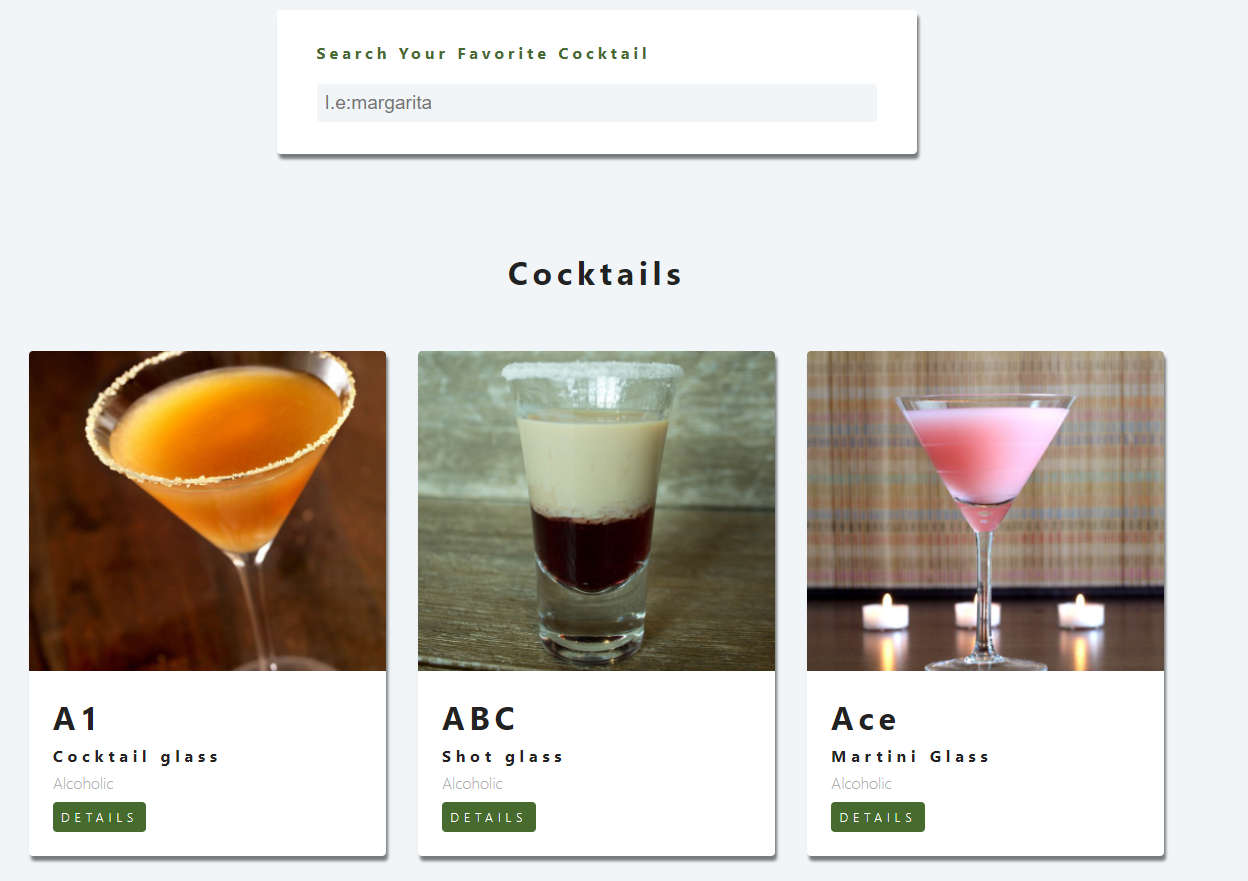 Search Your Favorite Cocktail
I.e:margarita
Cocktails
A1
Cocktail glass
Alcoholic
DETAILS
ABC
Shot glass
Alcoholic
DETAILS
Ace
Martini Glass
Alcoholic
DETAILS